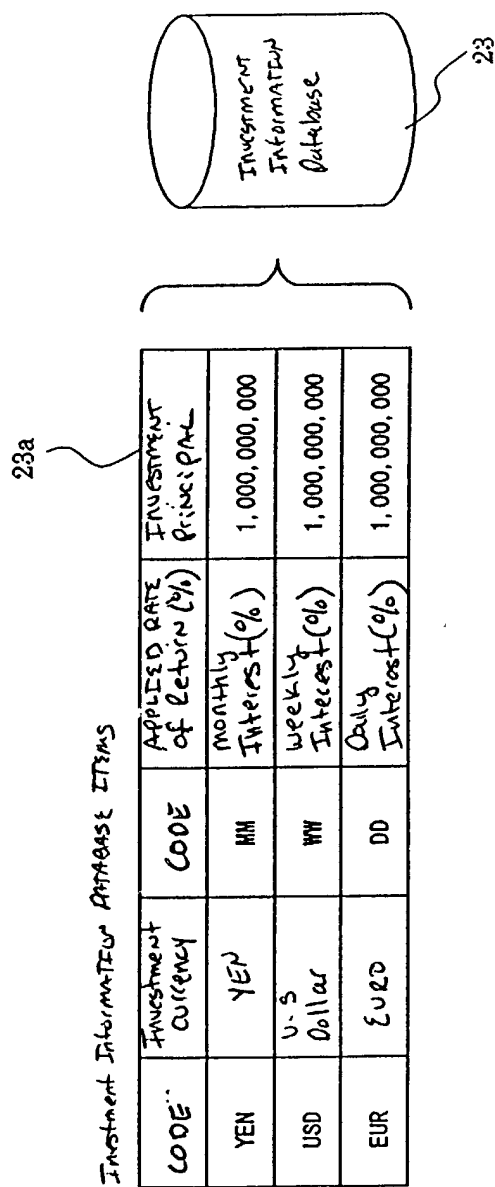 Investment Information DATABASE ITEMS
23a
CODE Investment currency CODE APPLIED RATE of Return (%) INVESTMENT PrincipAL
YEN YEN MM monthly Interest (%) 1,000,000,000
USD U.S Dollar WW weekly Interest (%) 1,000,000,000
EUR EURO DD Daily Interest (%) 1,000,000,000
INVESTMENT
InformATION
Database
23